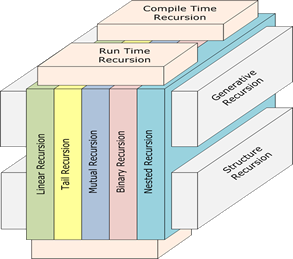 Compile Time
Recursion
Run Time
Recursion
Generative
Recursion
Structure
Recursion
Linear Recursion
Tail Recursion
Mutual Recursion
Binary Recursion
Nested Recursion